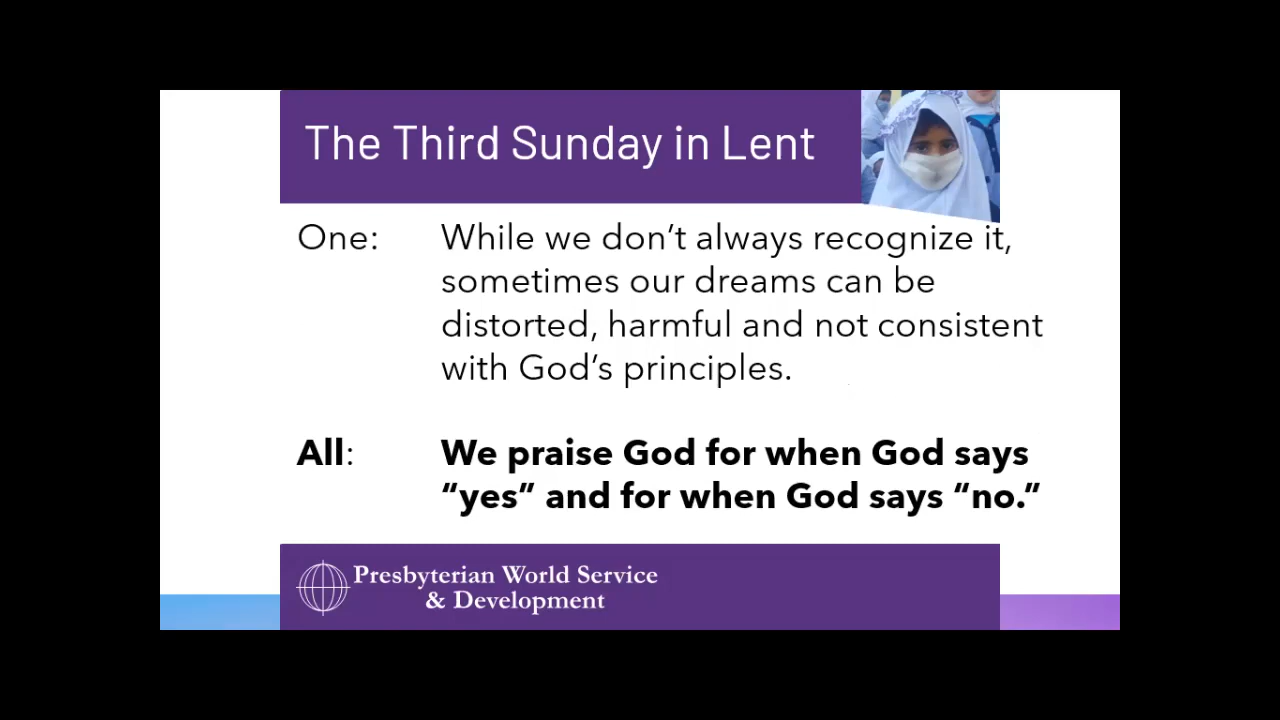 The Third Sunday in Lent
One: While we don’t always recognize it,
sometimes our dreams can be
distorted, harmful and not consistent
with God’s principles.
All: We praise God for when God says
“yes” and for when God says “no.”
Presbyterian World Service
& Development